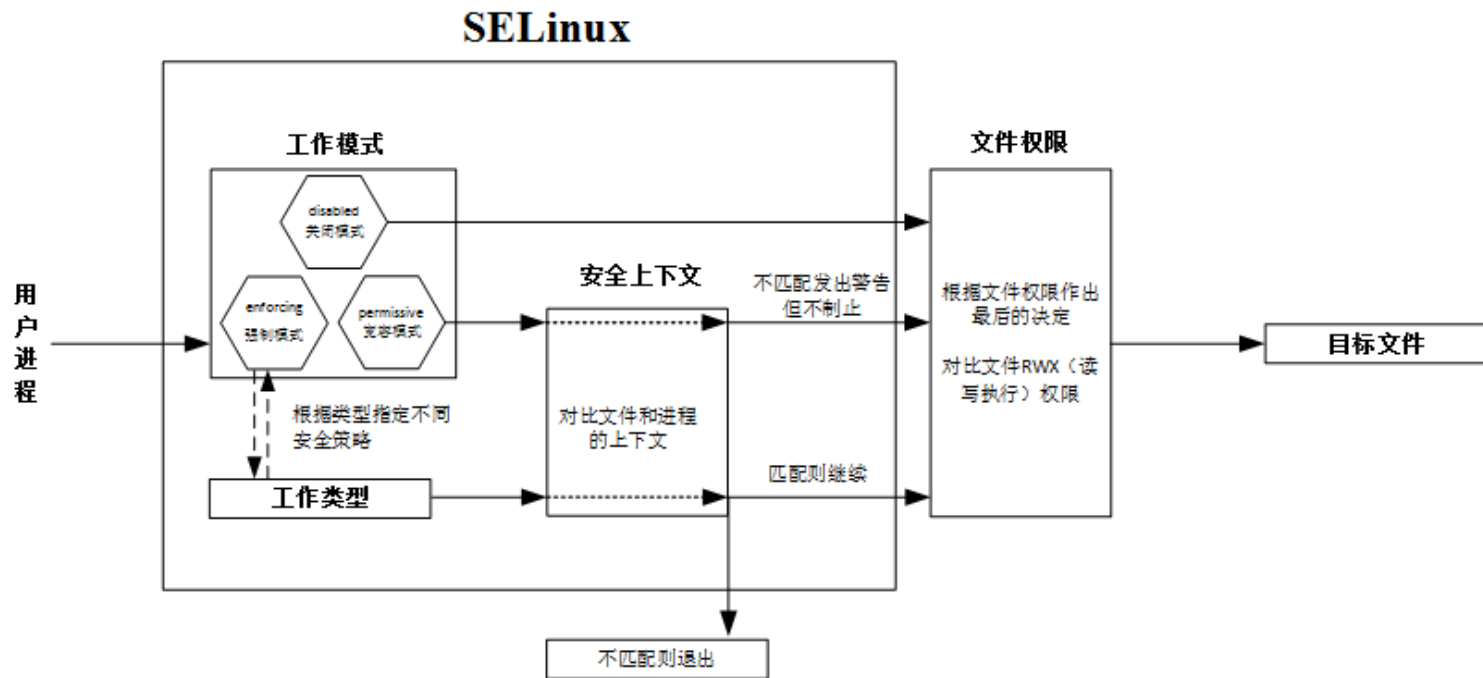 SELinux
工作模式
文件权限
disabled
关闭模式
安全上下文
不匹配发出警告
但不制止
用
户
进
程
enforcing
强制模式
permissive
宽容模式
根据文件权限作出
最后的决定
目标文件
对比文件RWX（读
写执行）权限
根据类型指定不同
安全策略
对比文件和进程
的上下文
工作类型
匹配则继续
不匹配则退出